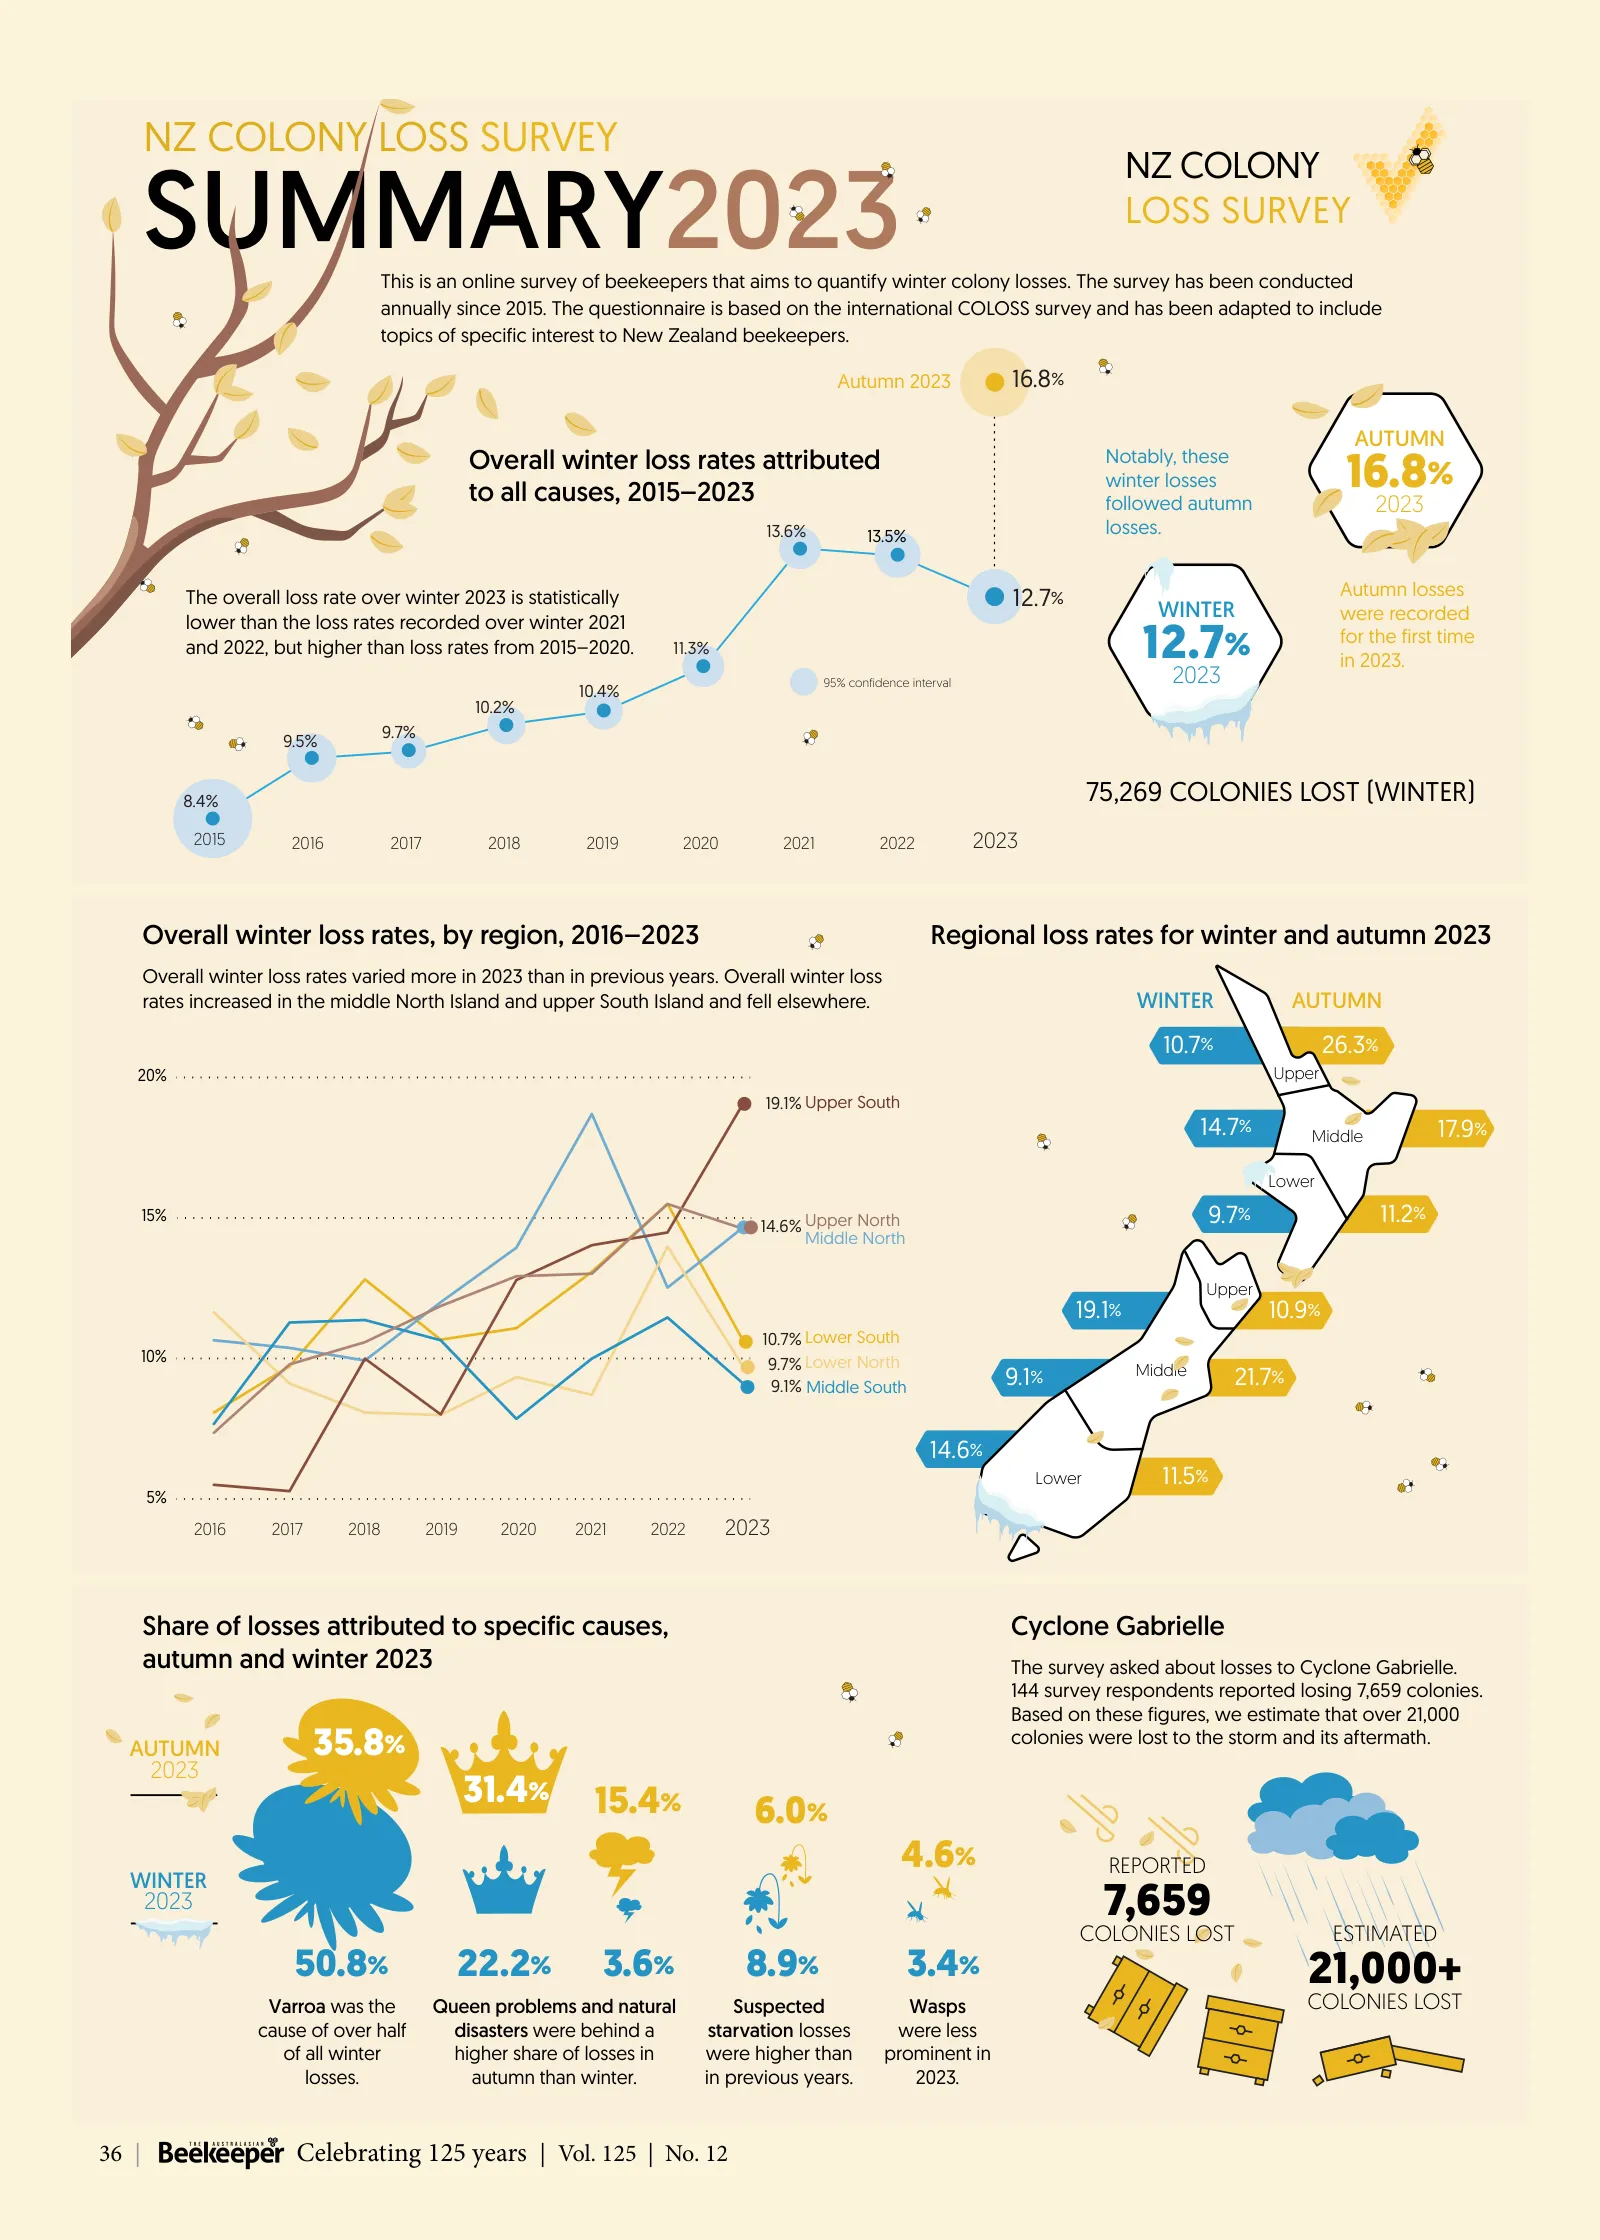 NZ COLONY LOSS SURVEY
SUMMARY2023
NZ COLONY
LOSS SURVEY
This is an online survey of beekeepers that aims to quantify winter colony losses. The survey has been conducted
annually since 2015. The questionnaire is based on the international COLOSS survey and has been adapted to include
topics of specific interest to New Zealand beekeepers.
Autumn 2023
16.8%
Overall winter loss rates attributed
to all causes, 2015–2023
The overall loss rate over winter 2023 is statistically
lower than the loss rates recorded over winter 2021
and 2022, but higher than loss rates from 2015–2020.
8.4%
9.5%
9.7%
10.2%
10.4%
11.3%
13.6%
13.5%
12.7%
95% confidence interval
2015
2016
2017
2018
2019
2020
2021
2022
2023
Notably, these
winter losses
followed autumn
losses.
AUTUMN
16.8%
2023
Autumn losses
were recorded
for the first time
in 2023.
WINTER
12.7%
2023
75,269 COLONIES LOST (WINTER)
Overall winter loss rates, by region, 2016–2023
Overall winter loss rates varied more in 2023 than in previous years. Overall winter loss
rates increased in the middle North Island and upper South Island and fell elsewhere.
20%
15%
10%
5%
19.1% Upper South
14.6% Upper North
Middle North
10.7% Lower South
9.7% Lower North
9.1% Middle South
2016
2017
2018
2019
2020
2021
2022
2023
Regional loss rates for winter and autumn 2023
WINTER
AUTUMN
10.7%
26.3%
Upper
14.7%
Middle
17.9%
Lower
9.7%
11.2%
Upper
19.1%
10.9%
Middle
9.1%
21.7%
14.6%
Lower
11.5%
Share of losses attributed to specific causes,
autumn and winter 2023
AUTUMN
2023
35.8%
31.4%
15.4%
6.0%
4.6%
WINTER
2023
50.8%
22.2%
3.6%
8.9%
3.4%
Varroa was the
cause of over half
of all winter
losses.
Queen problems and natural
disasters were behind a
higher share of losses in
autumn than winter.
Suspected
starvation losses
were higher than
in previous years.
Wasps
were less
prominent in
2023.
Cyclone Gabrielle
The survey asked about losses to Cyclone Gabrielle.
144 survey respondents reported losing 7,659 colonies.
Based on these figures, we estimate that over 21,000
colonies were lost to the storm and its aftermath.
REPORTED
7,659
COLONIES LOST
ESTIMATED
21,000+
COLONIES LOST
36 | THE AUSTRALASIAN Beekeeper Celebrating 125 years | Vol. 125 | No. 12